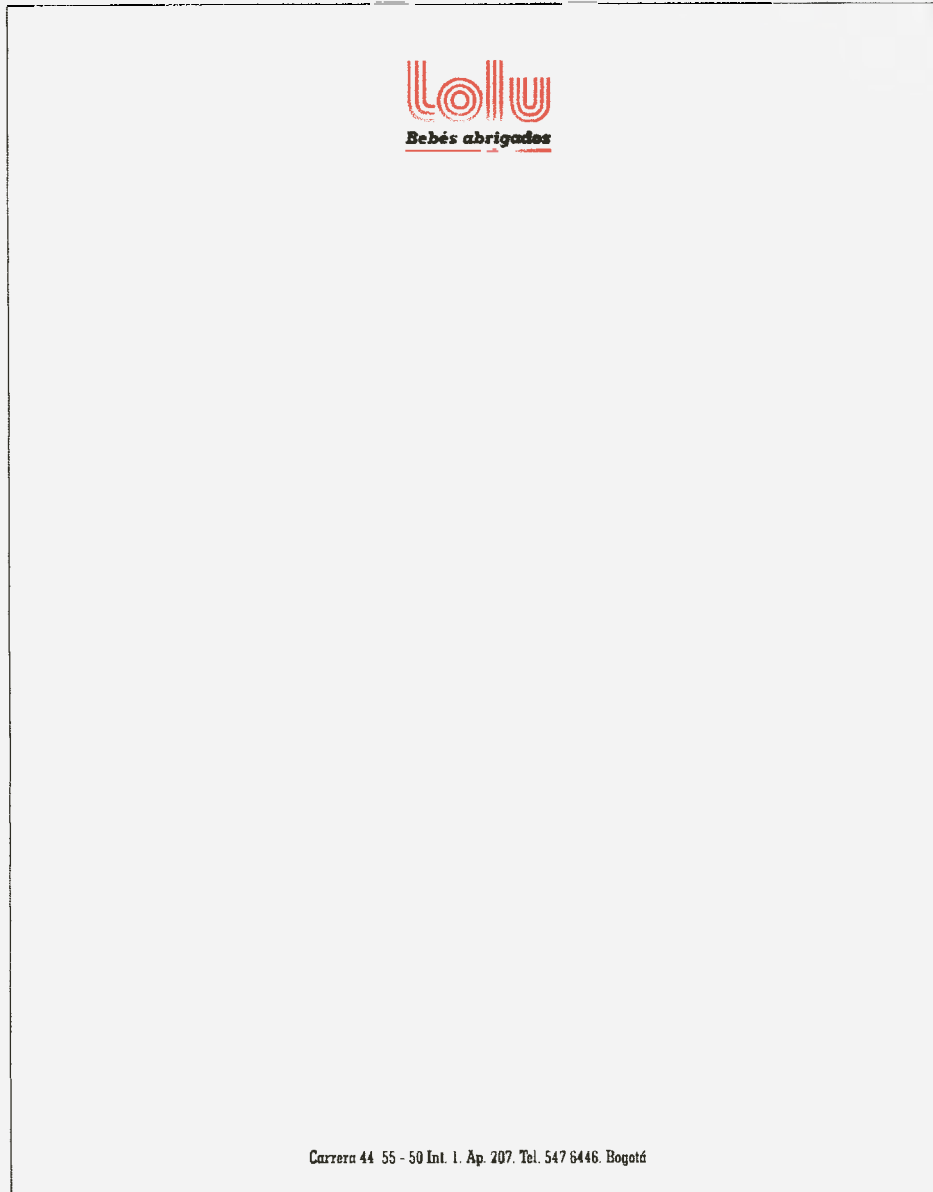 Lolu
Bebés abrigados
Carrera 44 55 - 50 Int. 1. Ap. 207. Tel. 547 6446. Bogotá